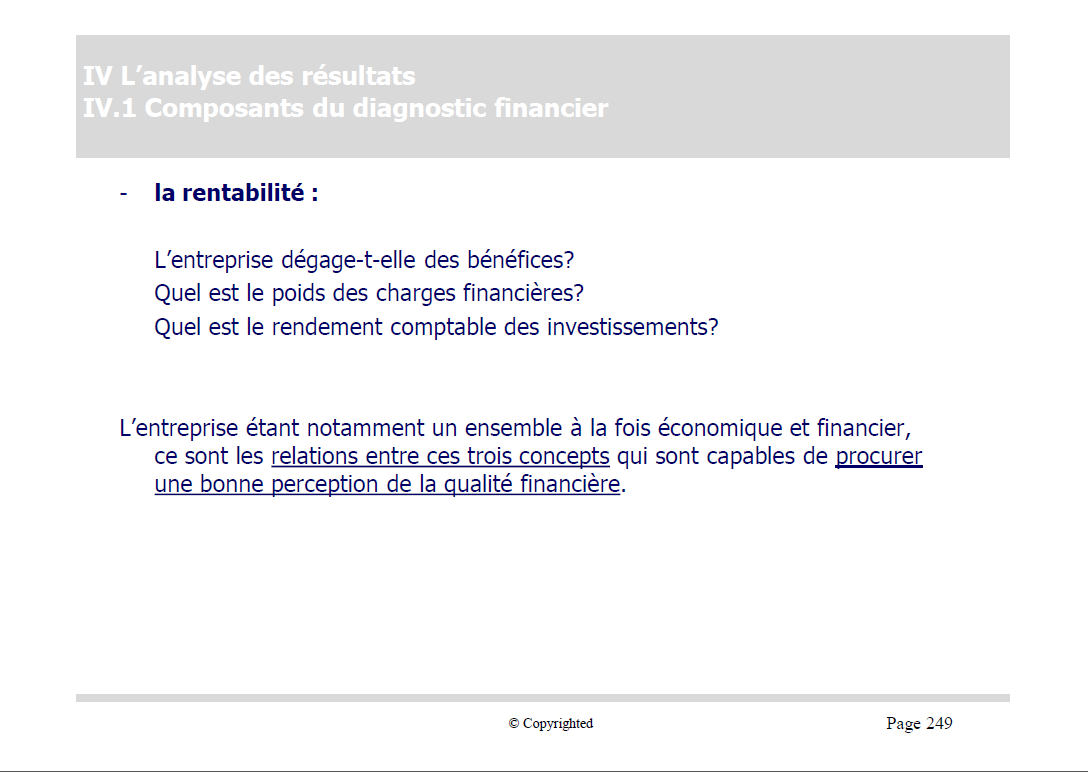 IV L’analyse des résultats
IV.1 Composants du diagnostic financier
- la rentabilité :
L’entreprise dégage-t-elle des bénéfices?
Quel est le poids des charges financières?
Quel est le rendement comptable des investissements?
L’entreprise étant notamment un ensemble à la fois économique et financier,
ce sont les relations entre ces trois concepts qui sont capables de procurer
une bonne perception de la qualité financière.
© Copyrighted
Page 249